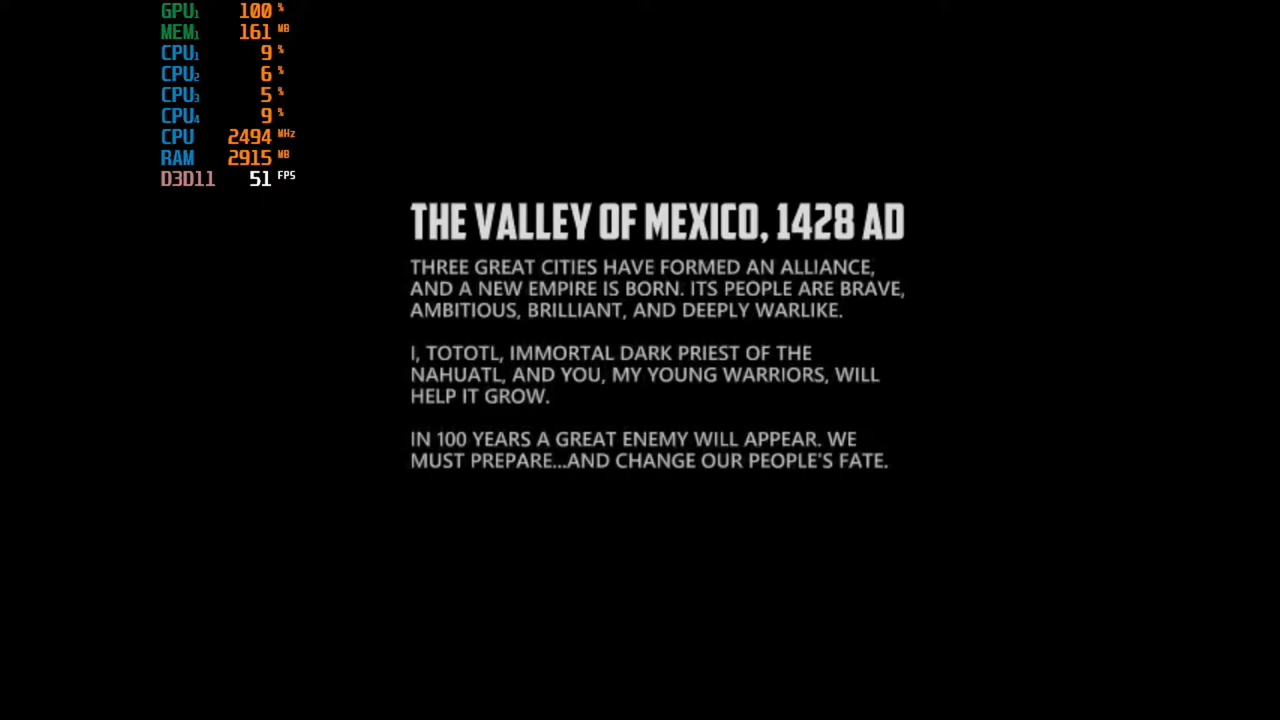 GPU1 100 %
MEM1 161 MB
CPU1 9 %
CPU2 6 %
CPU3 5 %
CPU4 9 %
CPU 2494 MHz
RAM 2915 MB
D3D11 51 FPS
THE VALLEY OF MEXICO, 1428 AD
THREE GREAT CITIES HAVE FORMED AN ALLIANCE,
AND A NEW EMPIRE IS BORN. ITS PEOPLE ARE BRAVE,
AMBITIOUS, BRILLIANT, AND DEEPLY WARLIKE.
I, TOTOTL, IMMORTAL DARK PRIEST OF THE
NAHUATL, AND YOU, MY YOUNG WARRIORS, WILL
HELP IT GROW.
IN 100 YEARS A GREAT ENEMY WILL APPEAR. WE
MUST PREPARE...AND CHANGE OUR PEOPLE'S FATE.